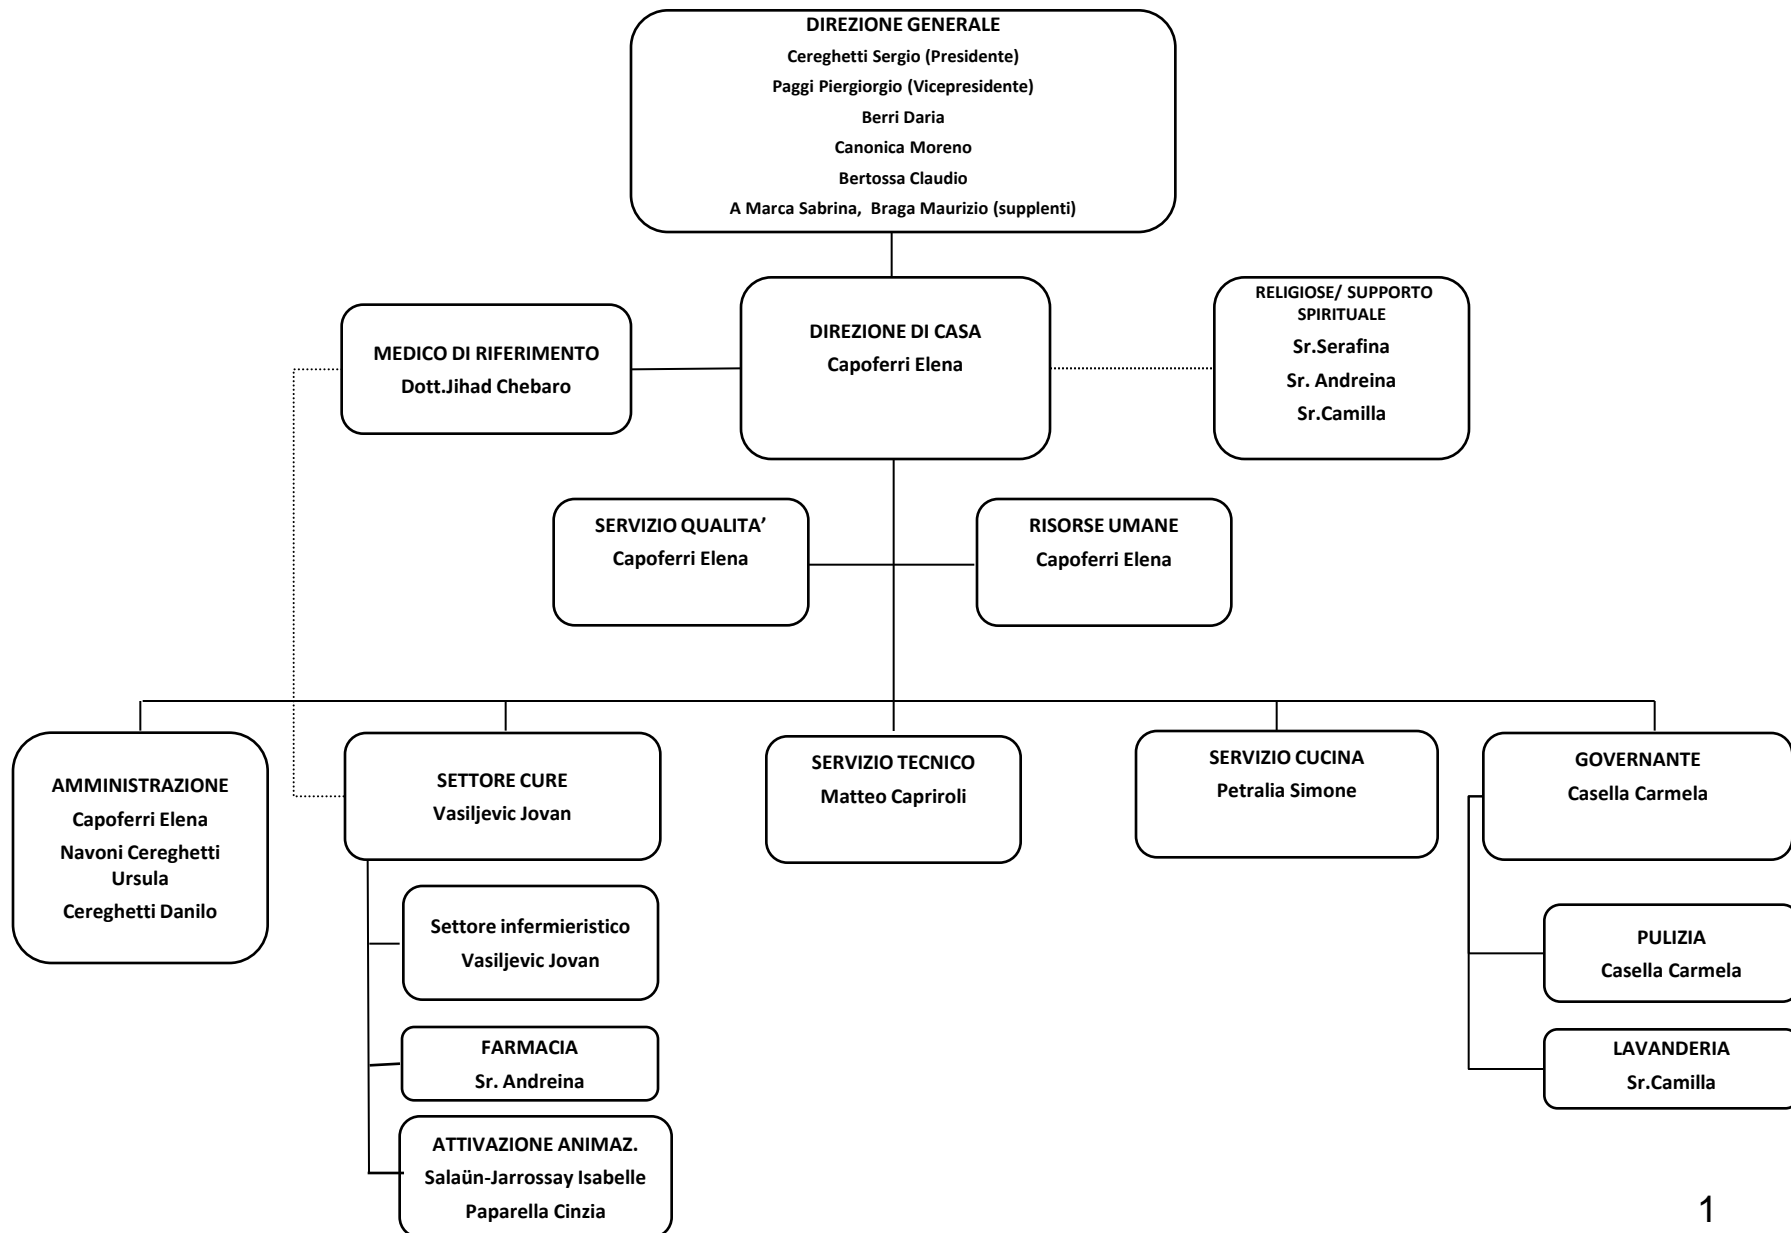 DIREZIONE GENERALE
Cereghetti Sergio (Presidente)
Paggi Piergiorgio (Vicepresidente)
Berri Daria
Canonica Moreno
Bertossa Claudio
A Marca Sabrina, Braga Maurizio (supplenti)
MEDICO DI RIFERIMENTO
Dott.Jihad Chebaro
DIREZIONE DI CASA
Capoferri Elena
RELIGIOSE/ SUPPORTO
SPIRITUALE
Sr.Serafina
Sr. Andreina
Sr.Camilla
SERVIZIO QUALITA’
Capoferri Elena
RISORSE UMANE
Capoferri Elena
AMMINISTRAZIONE
Capoferri Elena
Navoni Cereghetti
Ursula
Cereghetti Danilo
SETTORE CURE
Vasiljevic Jovan
SERVIZIO TECNICO
Matteo Capriroli
SERVIZIO CUCINA
Petralia Simone
GOVERNANTE
Casella Carmela
Settore infermieristico
Vasiljevic Jovan
FARMACIA
Sr. Andreina
ATTIVAZIONE ANIMAZ.
Salaün-Jarrossay Isabelle
Paparella Cinzia
PULIZIA
Casella Carmela
LAVANDERIA
Sr.Camilla
1